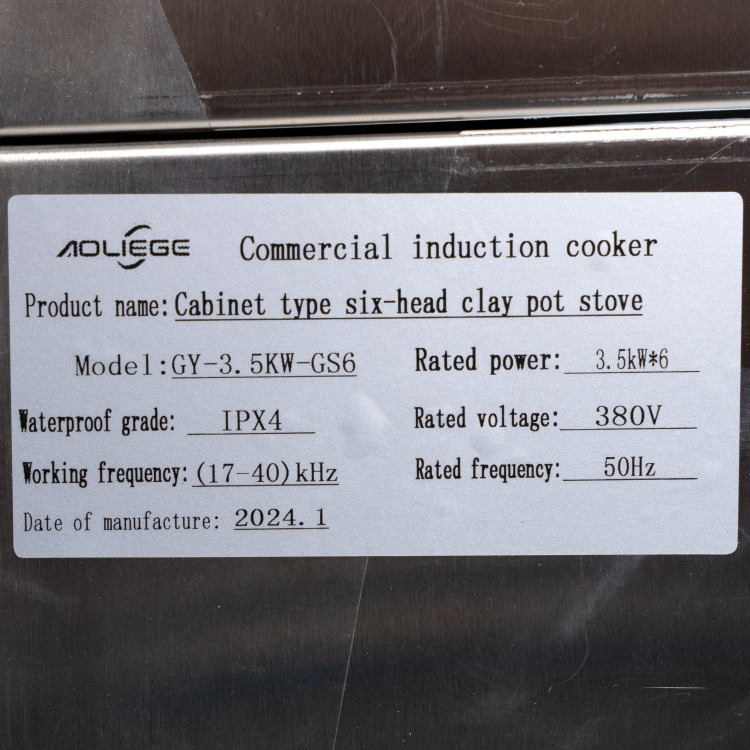 AOLIEGE Commercial induction cooker
Product name: Cabinet type six-head clay pot stove
Model: GY-3.5KW-GS6 Rated power: 3.5kW*6
Waterproof grade: IPX4 Rated voltage: 380V
Working frequency: (17-40)kHz Rated frequency: 50Hz
Date of manufacture: 2024.1